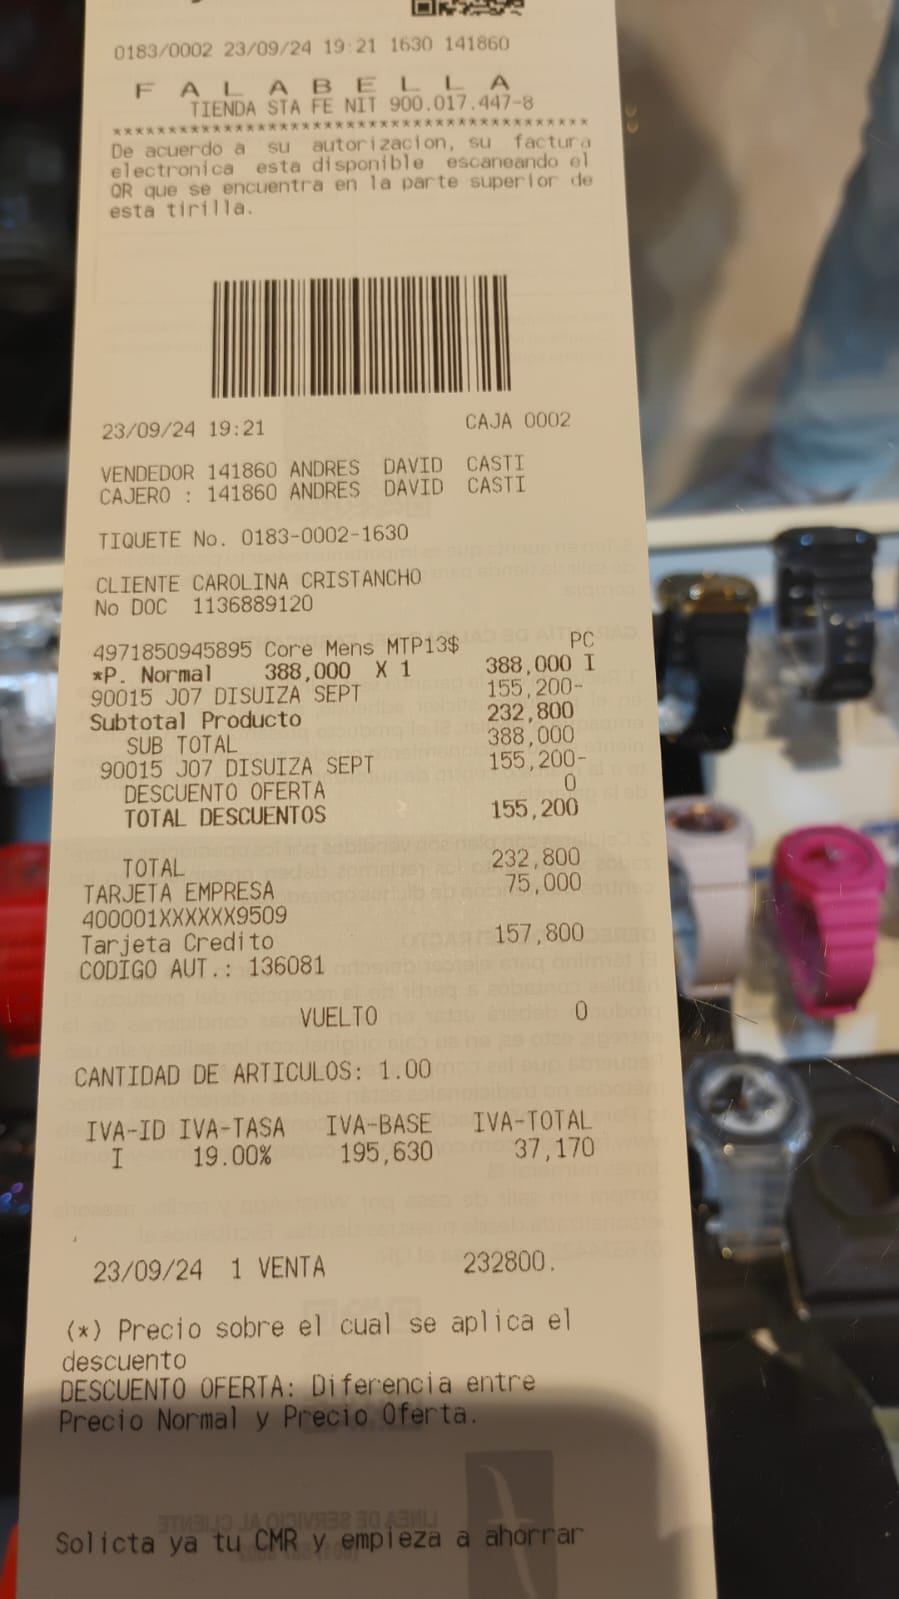 0183/0002 23/09/24 19:21 1630 141860
F A L A B E L L A
TIENDA STA FE NIT 900.017.447-8
******************************************
De acuerdo a su autorizacion, su factura
electronica esta disponible escaneando el
QR que se encuentra en la parte superior de
esta tirilla.
23/09/24 19:21 CAJA 0002
VENDEDOR 141860 ANDRES DAVID CASTI
CAJERO : 141860 ANDRES DAVID CASTI
TIQUETE No. 0183-0002-1630
CLIENTE CAROLINA CRISTANCHO
No DOC 1136889120
4971850945895 Core Mens MTP13$ PC
*P. Normal 388,000 X 1 388,000 I
90015 J07 DISUIZA SEPT 155,200-
Subtotal Producto 232,800
SUB TOTAL 388,000
90015 J07 DISUIZA SEPT 155,200-
DESCUENTO OFERTA 0
TOTAL DESCUENTOS 155,200
TOTAL 232,800
TARJETA EMPRESA 75,000
400001XXXXXX9509
Tarjeta Credito 157,800
CODIGO AUT.: 136081
VUELTO 0
CANTIDAD DE ARTICULOS: 1.00
IVA-ID IVA-TASA IVA-BASE IVA-TOTAL
I 19.00% 195,630 37,170
23/09/24 1 VENTA 232800.
(*) Precio sobre el cual se aplica el
descuento
DESCUENTO OFERTA: Diferencia entre
Precio Normal y Precio Oferta.
LINEA DE SERVICIO AL CLIENTE
Solicta ya tu CMR y empieza a ahorrar